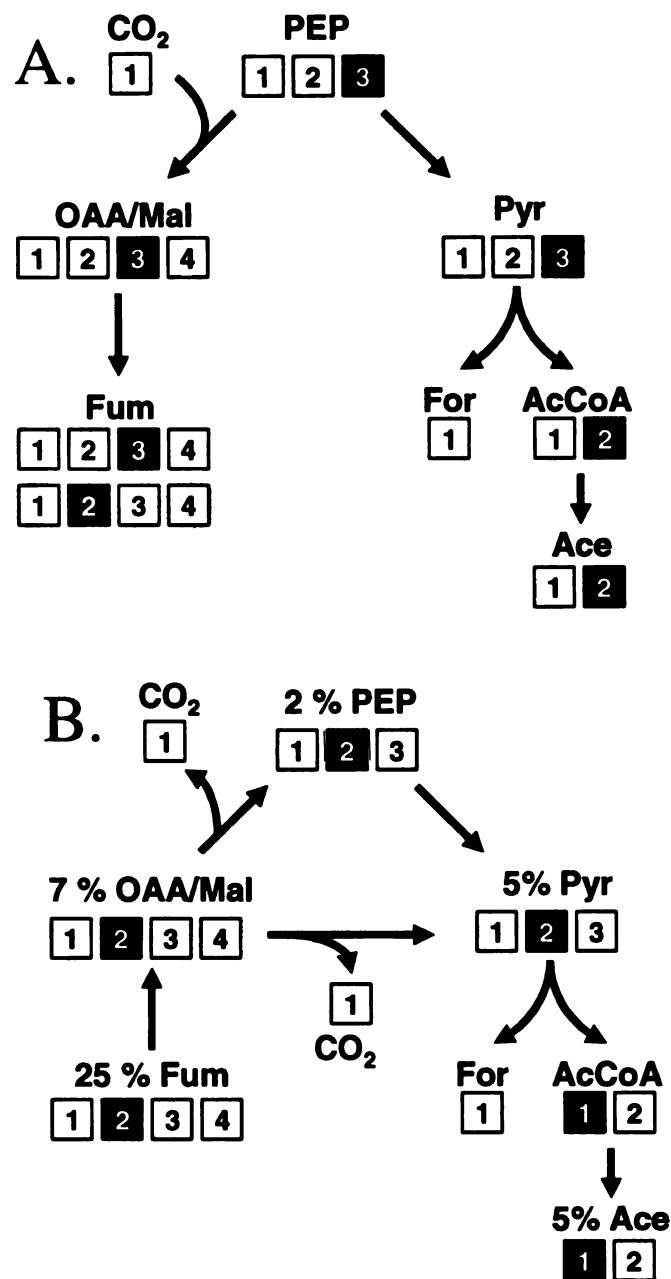 A.
CO2
1
PEP
1 2 3
OAA/Mal
1 2 3 4
Pyr
1 2 3
Fum
1 2 3 4
1 2 3 4
For
1
AcCoA
1 2
Ace
1 2
B.
CO2
1
2 % PEP
1 2 3
7 % OAA/Mal
1 2 3 4
5% Pyr
1 2 3
1
CO2
25 % Fum
1 2 3 4
For
1
AcCoA
1 2
5% Ace
1 2